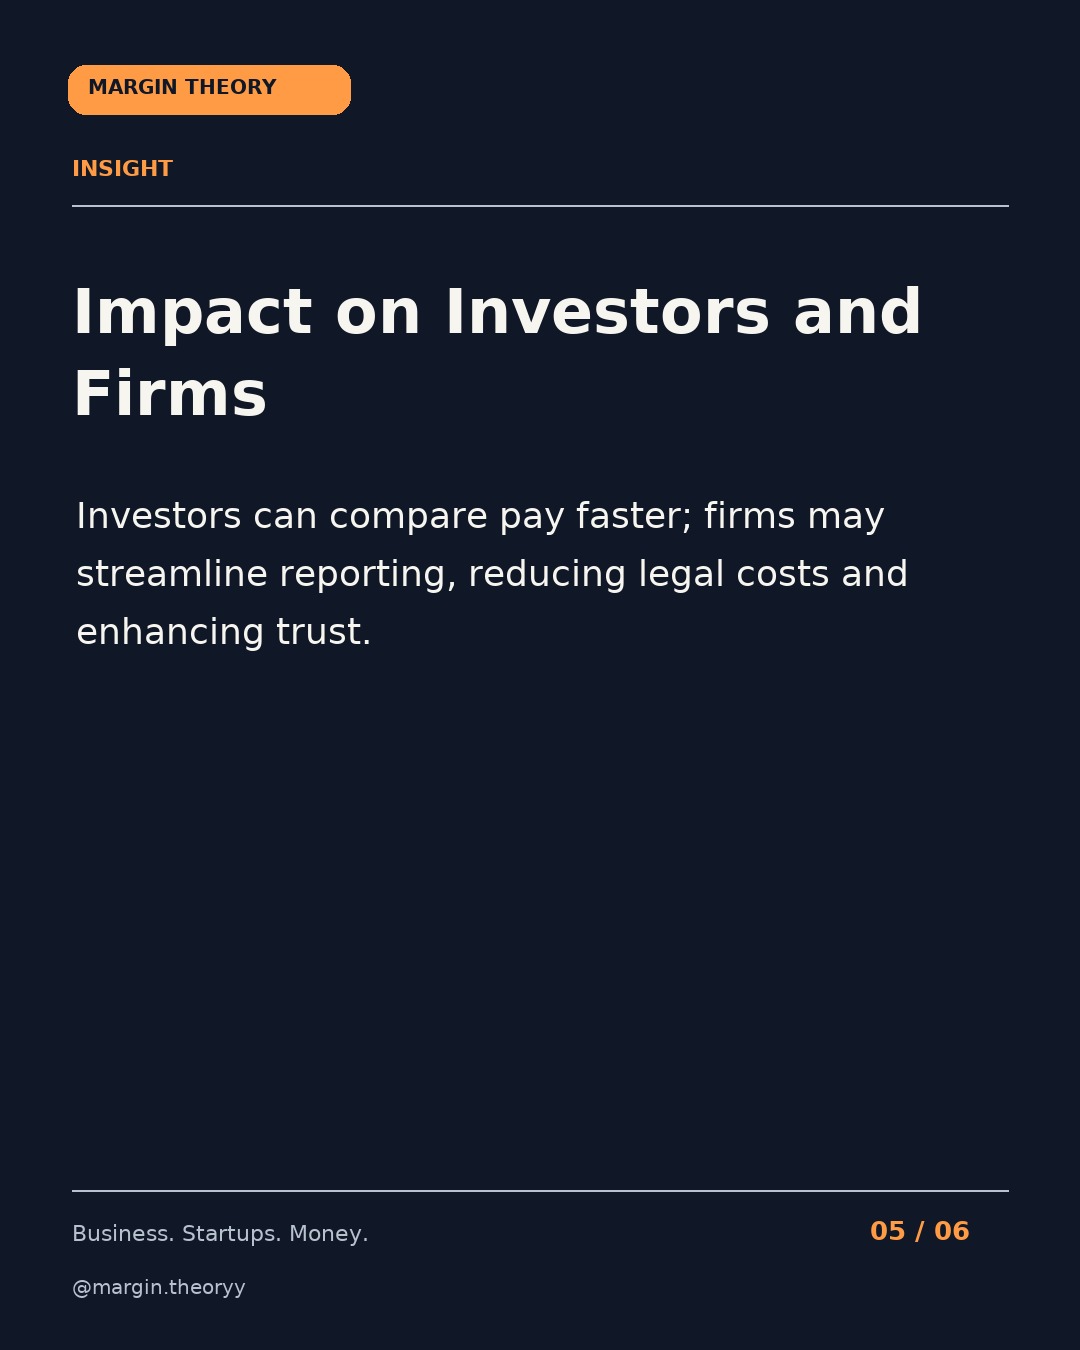 MARGIN THEORY
INSIGHT
Impact on Investors and
Firms
Investors can compare pay faster; firms may
streamline reporting, reducing legal costs and
enhancing trust.
Business. Startups. Money.
05 / 06
@margin.theoryy